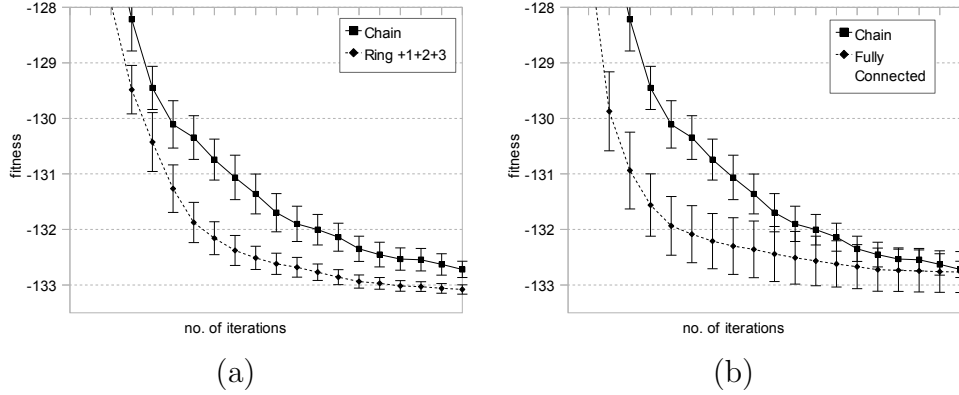 -128
-129
-130
-131
-132
-133
fitness
no. of iterations
Chain
Ring +1+2+3
(a)
-128
-129
-130
-131
-132
-133
fitness
no. of iterations
Chain
Fully
Connected
(b)